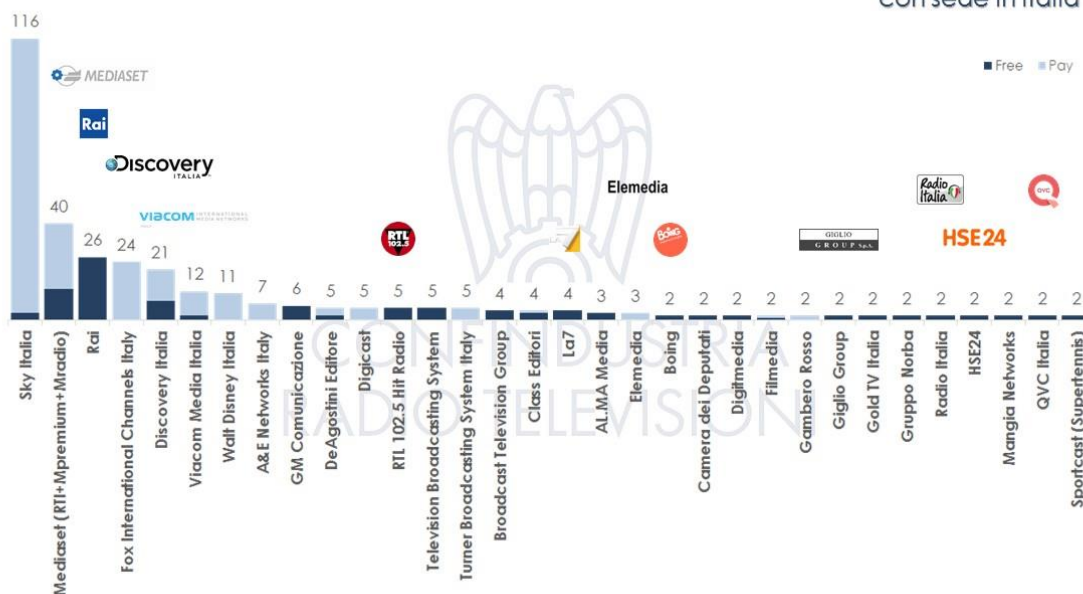 con sede in Italia
116
MEDIASET
Free Pay
Rai
Discovery
ITALIA
Elemedia
Radio
Italia
QVC
40
VIACOM INTERNATIONAL
MEDIA NETWORKS
26
24
RTL
102.5
BOING
GIGLIO
GROUP S.p.A.
HSE24
21
12
11
7
6
5
5
5
5
5
4
4
4
3
3
2
2
2
2
2
2
2
2
2
2
2
2
2
CONFINDUSTRIA
RADIO TELEVISIONI
Sky Italia
Mediaset (RTI+Mpremium+Mradio)
Rai
Fox International Channels Italy
Discovery Italia
Viacom Media Italia
Walt Disney Italia
A&E Networks Italy
GM Comunicazione
DeAgostini Editore
Digicast
RTL 102.5 Hit Radio
Television Broadcasting System
Turner Broadcasting System Italy
Broadcast Television Group
Class Editori
La7
AL.MA Media
Elemedia
Boing
Camera dei Deputati
Digitmedia
Filmedia
Gambero Rosso
Giglio Group
Gold TV Italia
Gruppo Norba
Radio Italia
HSE24
Mangia Networks
QVC Italia
Sportcast (Supertennis)